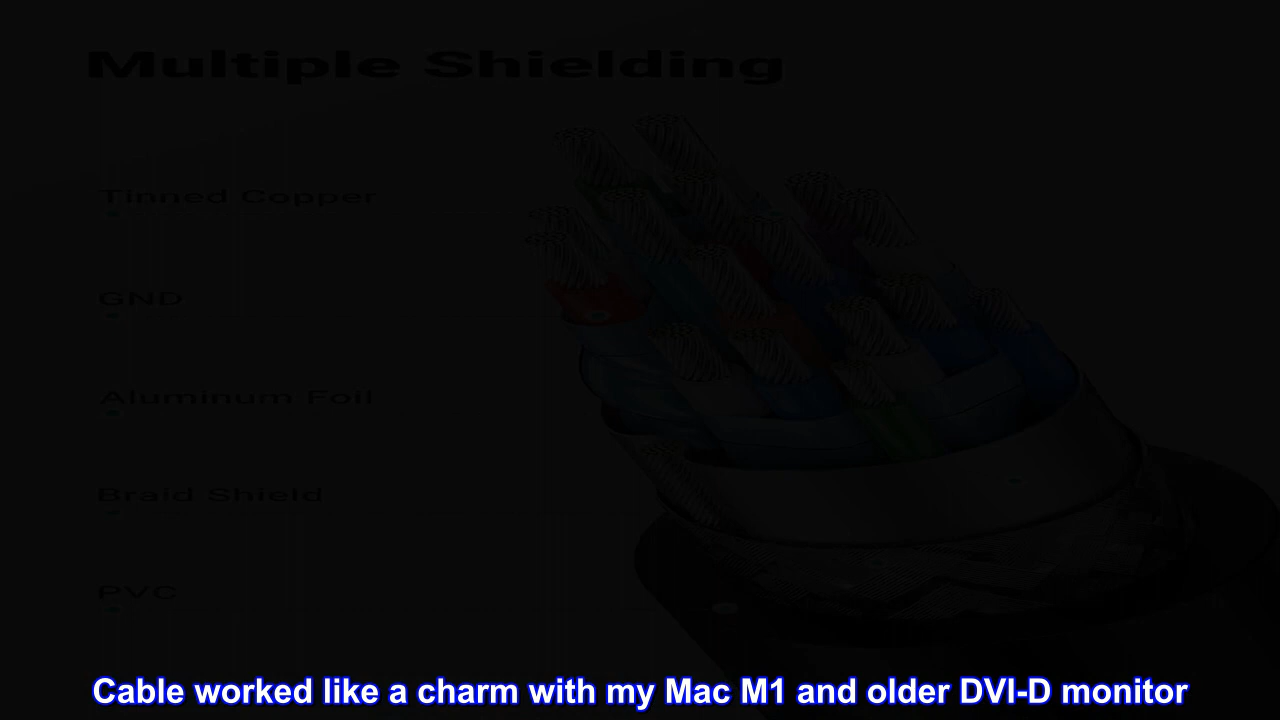 Multiple Shielding
Tinned Copper
GND
Aluminum Foil
Braid Shield
PVC
Cable worked like a charm with my Mac M1 and older DVI-D monitor